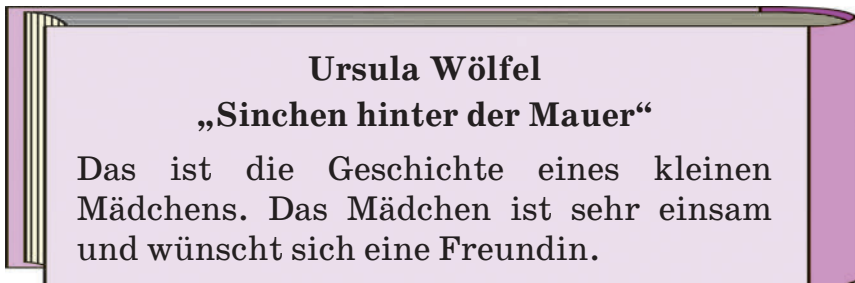 Ursula Wölfel
„Sinchen hinter der Mauer“
Das ist die Geschichte eines kleinen
Mädchens. Das Mädchen ist sehr einsam
und wünscht sich eine Freundin.